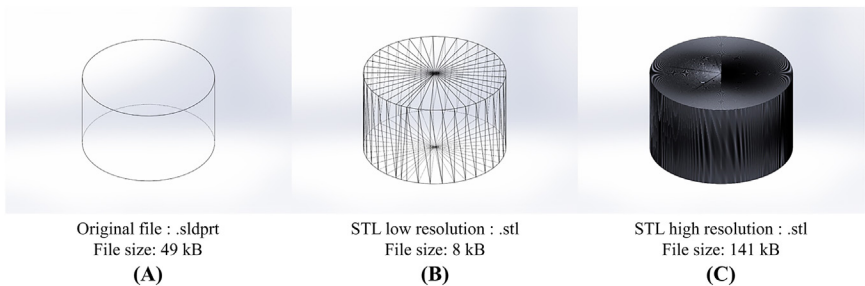 Original file : .sldprt
File size: 49 kB
(A)
STL low resolution : .stl
File size: 8 kB
(B)
STL high resolution : .stl
File size: 141 kB
(C)